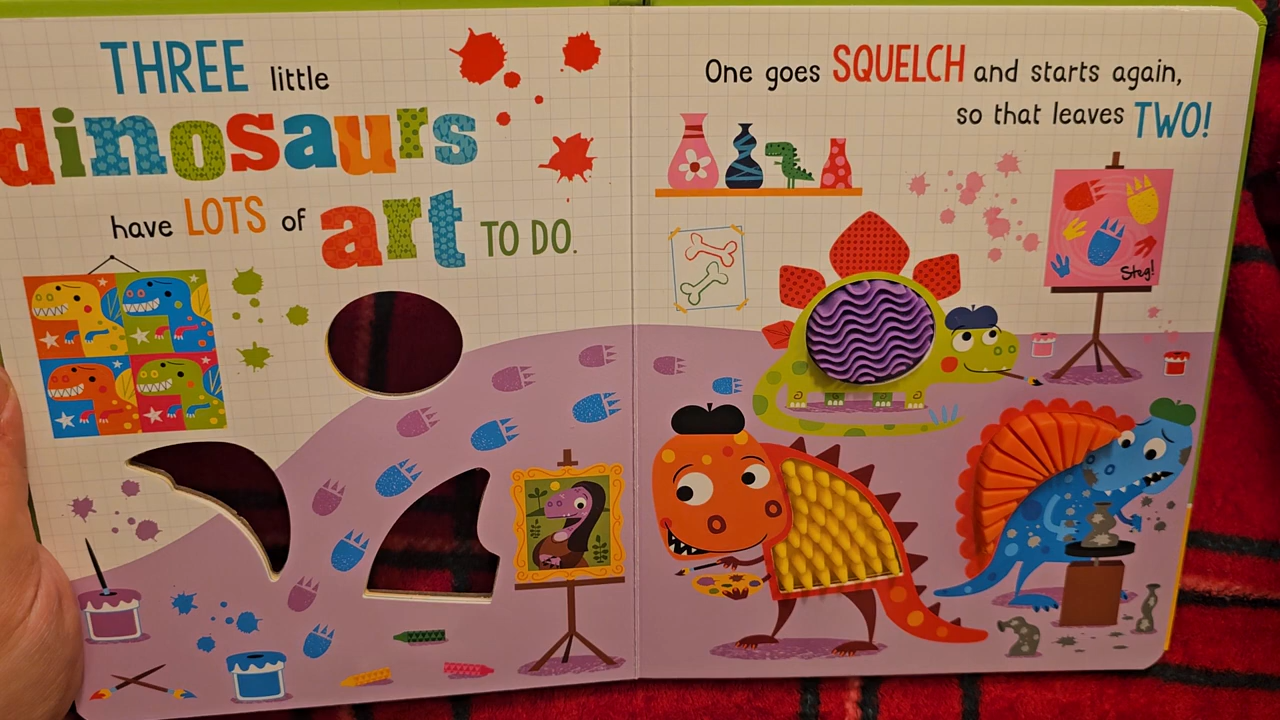 THREE little
dinosaurs
have LOTS of art TO DO.
One goes SQUELCH and starts again,
so that leaves TWO!
Steg!